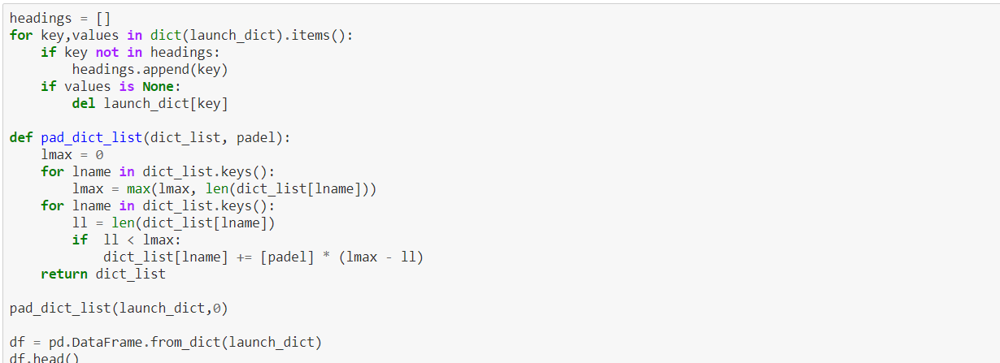 headings = []
for key,values in dict(launch_dict).items():
    if key not in headings:
        headings.append(key)
    if values is None:
        del launch_dict[key]

def pad_dict_list(dict_list, padel):
    lmax = 0
    for lname in dict_list.keys():
        lmax = max(lmax, len(dict_list[lname]))
    for lname in dict_list.keys():
        ll = len(dict_list[lname])
        if  ll < lmax:
            dict_list[lname] += [padel] * (lmax - ll)
    return dict_list

pad_dict_list(launch_dict,0)

df = pd.DataFrame.from_dict(launch_dict)
df.head()